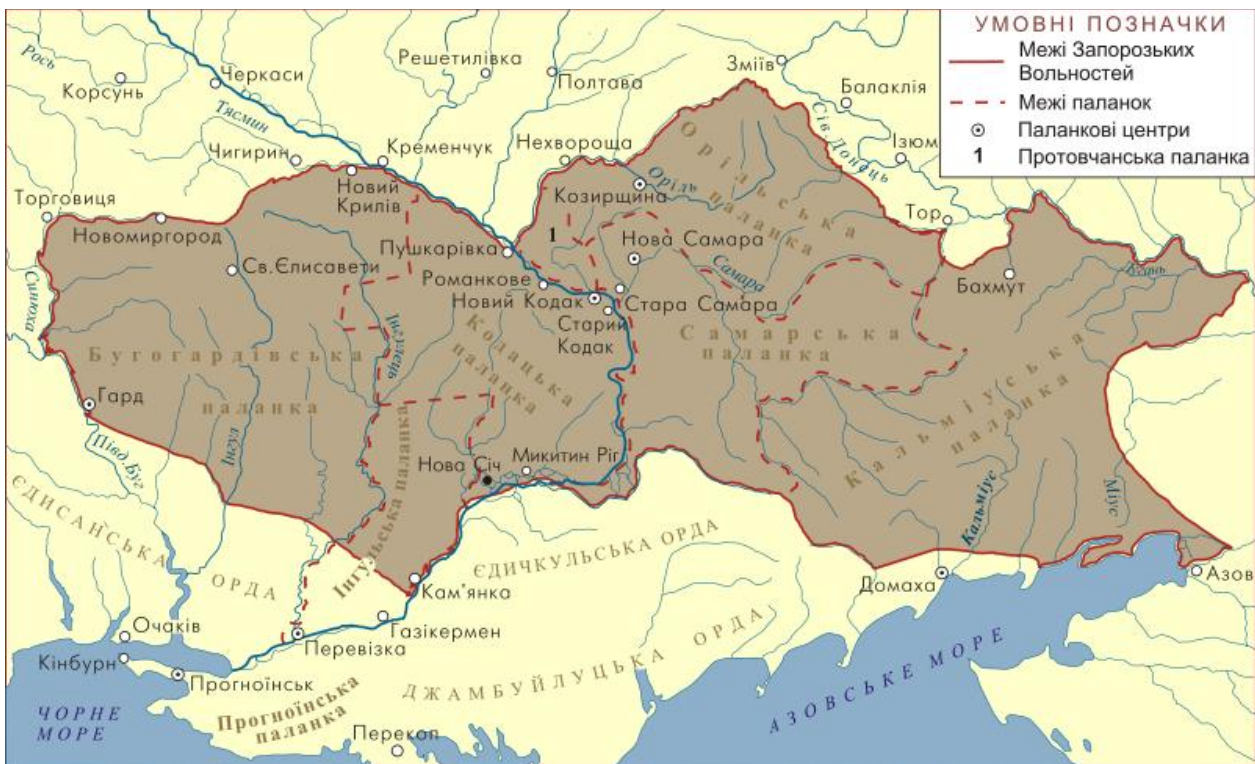 УМОВНІ ПОЗНАЧКИ
Межі Запорозьких
Вольностей
Межі паланок
Паланкові центри
1 Протовчанська паланка
Рось
Корсунь
Черкаси
Тясмин
Решетилівка
Полтава
Зміїв
Балаклія
Сів. Донець
Ізюм
Чигирин
Кременчук
Нехвороща
Новий
Крилів
Козирщина
Оріль
Орільська
паланка
Тор
Торговиця
Новомиргород
Пушкарівка
1
Нова Самара
Самара
Св.Єлисавети
Романкове
Новий Кодак
Стара Самара
Старий
Кодак
Бахмут
Синюха
Бугогардівська
паланка
Інгулець
Кодацька
паланка
Самарська
паланка
Кальміуська
паланка
Гард
Півд.Буг
Інгул
Нова Січ
Микитин Ріг
Інгульська паланка
Кальміус
Міус
ЄДИСАНСЬКА
ОРДА
ЄДИЧКУЛЬСЬКА ОРДА
Кам'янка
Домаха
Азов
Очаків
Газікермен
Перевізка
Кінбурн
Прогноїнськ
ДЖАМБУЙЛУЦЬКА ОРДА
Прогноїнська
паланка
ЧОРНЕ
МОРЕ
Перекоп
АЗОВСЬКЕ МОРЕ